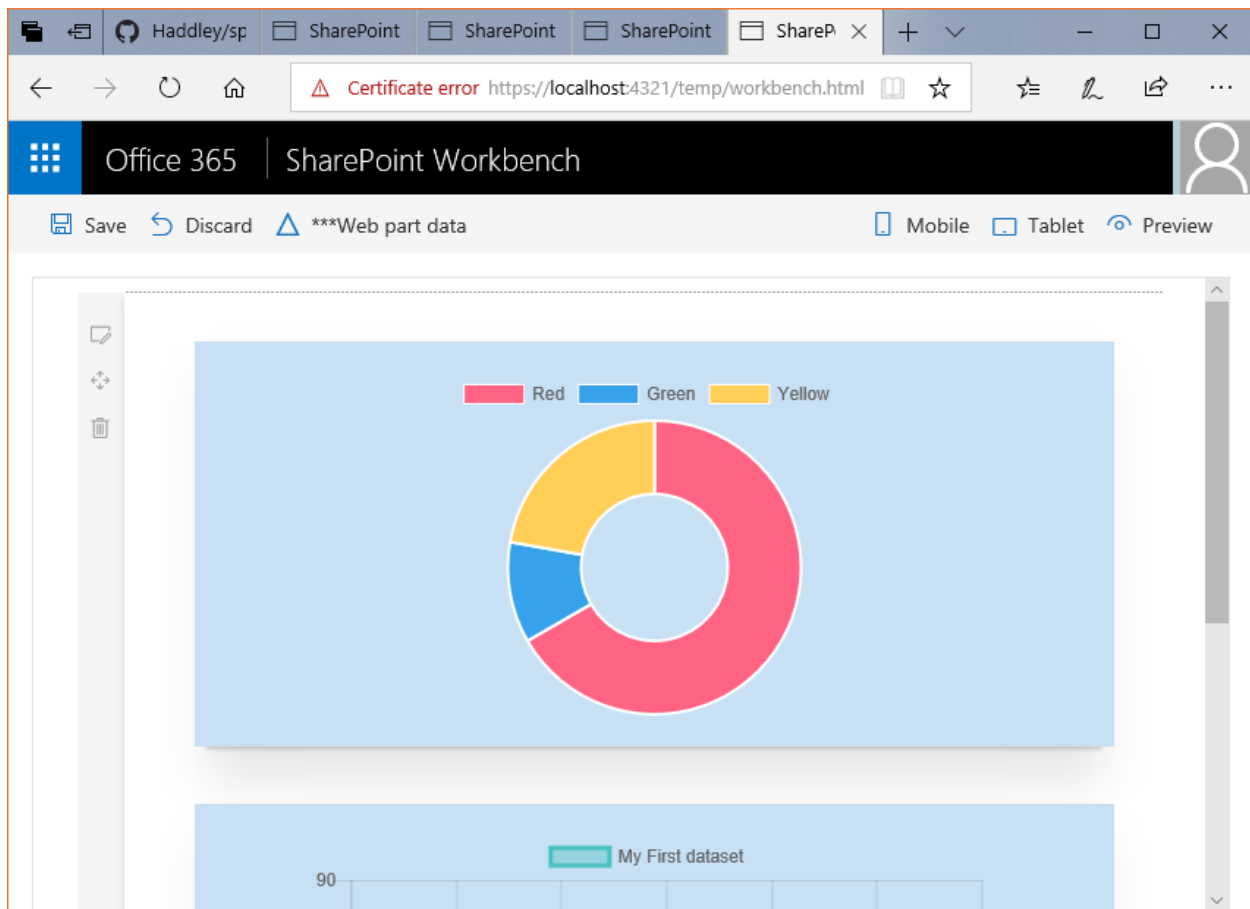 Haddley/sp SharePoint SharePoint SharePoint ShareP
Certificate error https://localhost:4321/temp/workbench.html
Office 365 SharePoint Workbench
Save Discard ***Web part data Mobile Tablet Preview
Red Green Yellow
My First dataset
90